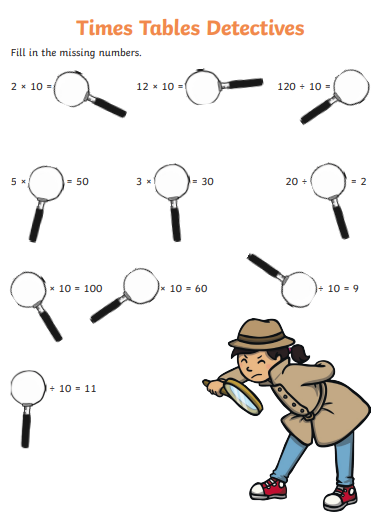 Times Tables Detectives
Fill in the missing numbers.
2 × 10 = 12 × 10 = 120 ÷ 10 =
5 × = 50 3 × = 30 20 ÷ = 2
× 10 = 100 × 10 = 60 ÷ 10 = 9
÷ 10 = 11